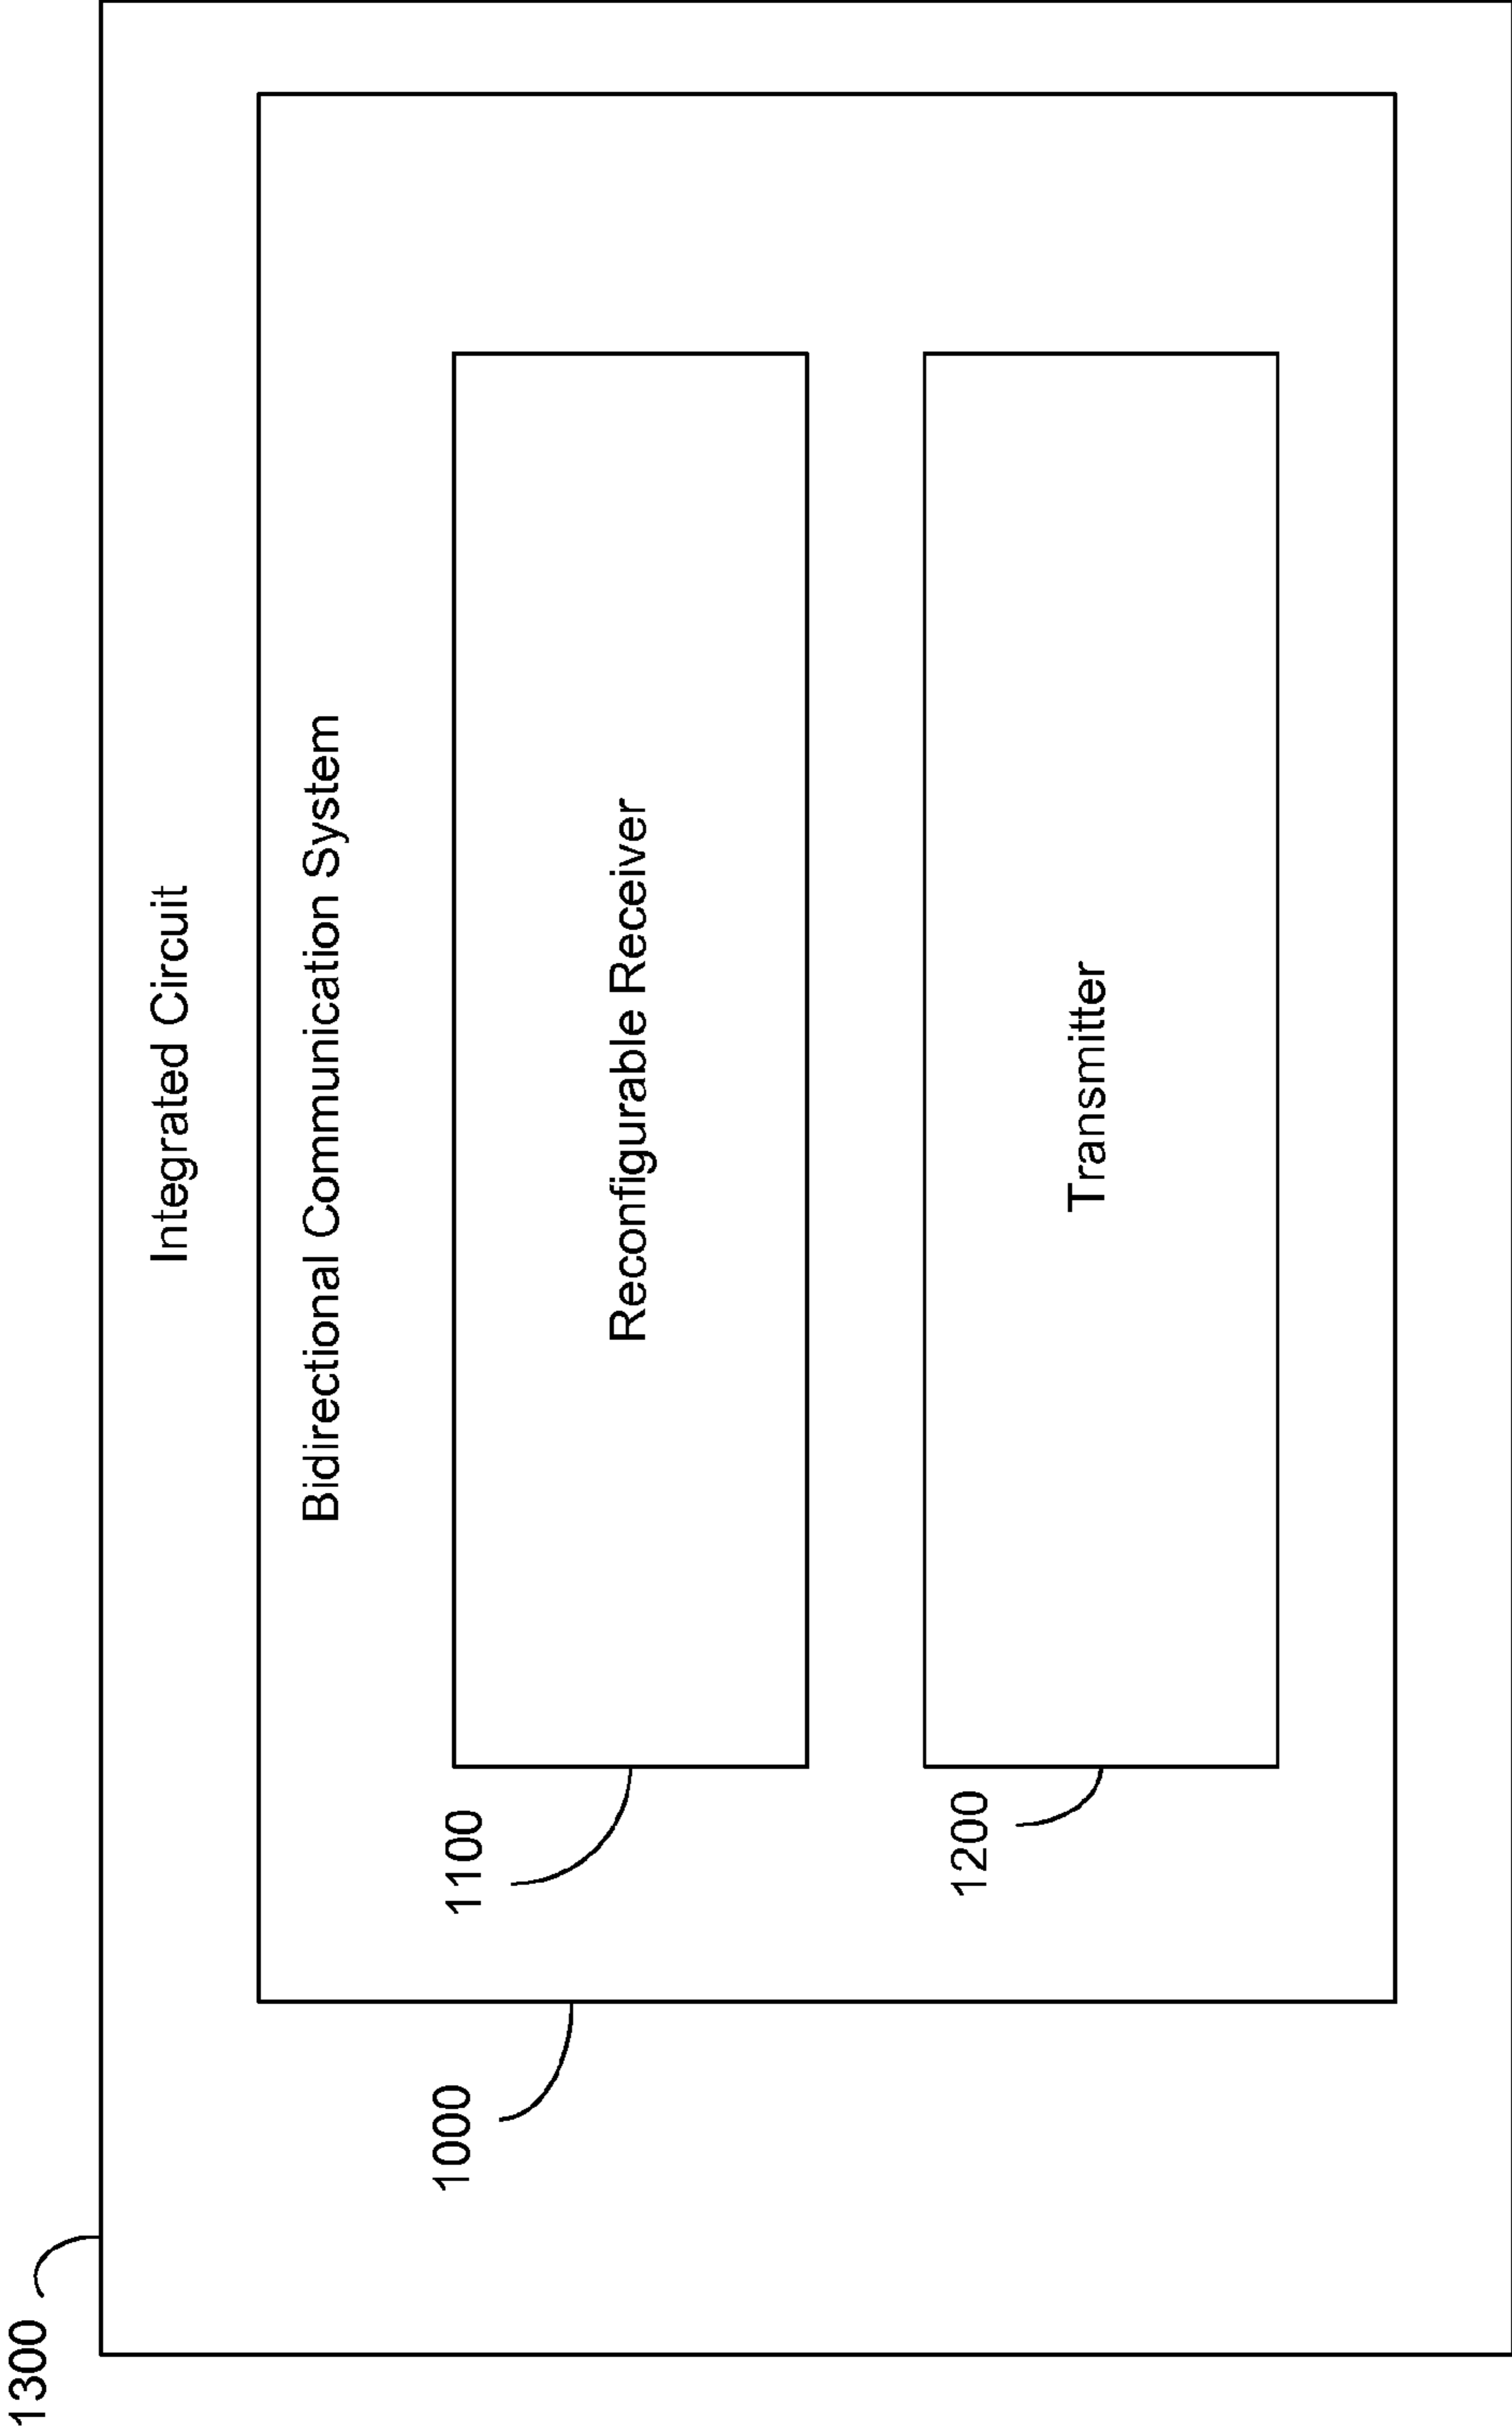 1300
Integrated Circuit
1000
Bidirectional Communication System
1100
Reconfigurable Receiver
1200
Transmitter